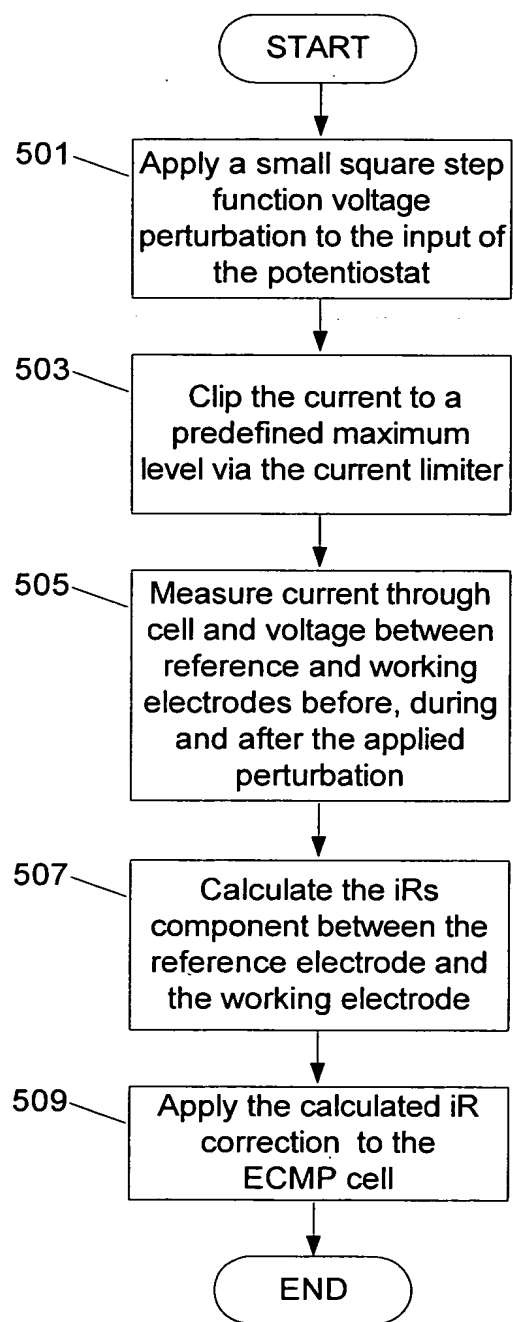 START
501
Apply a small square step
function voltage
perturbation to the input of
the potentiostat
503
Clip the current to a
predefined maximum
level via the current limiter
505
Measure current through
cell and voltage between
reference and working
electrodes before, during
and after the applied
perturbation
507
Calculate the iRs
component between the
reference electrode and
the working electrode
509
Apply the calculated iR
correction to the
ECMP cell
END